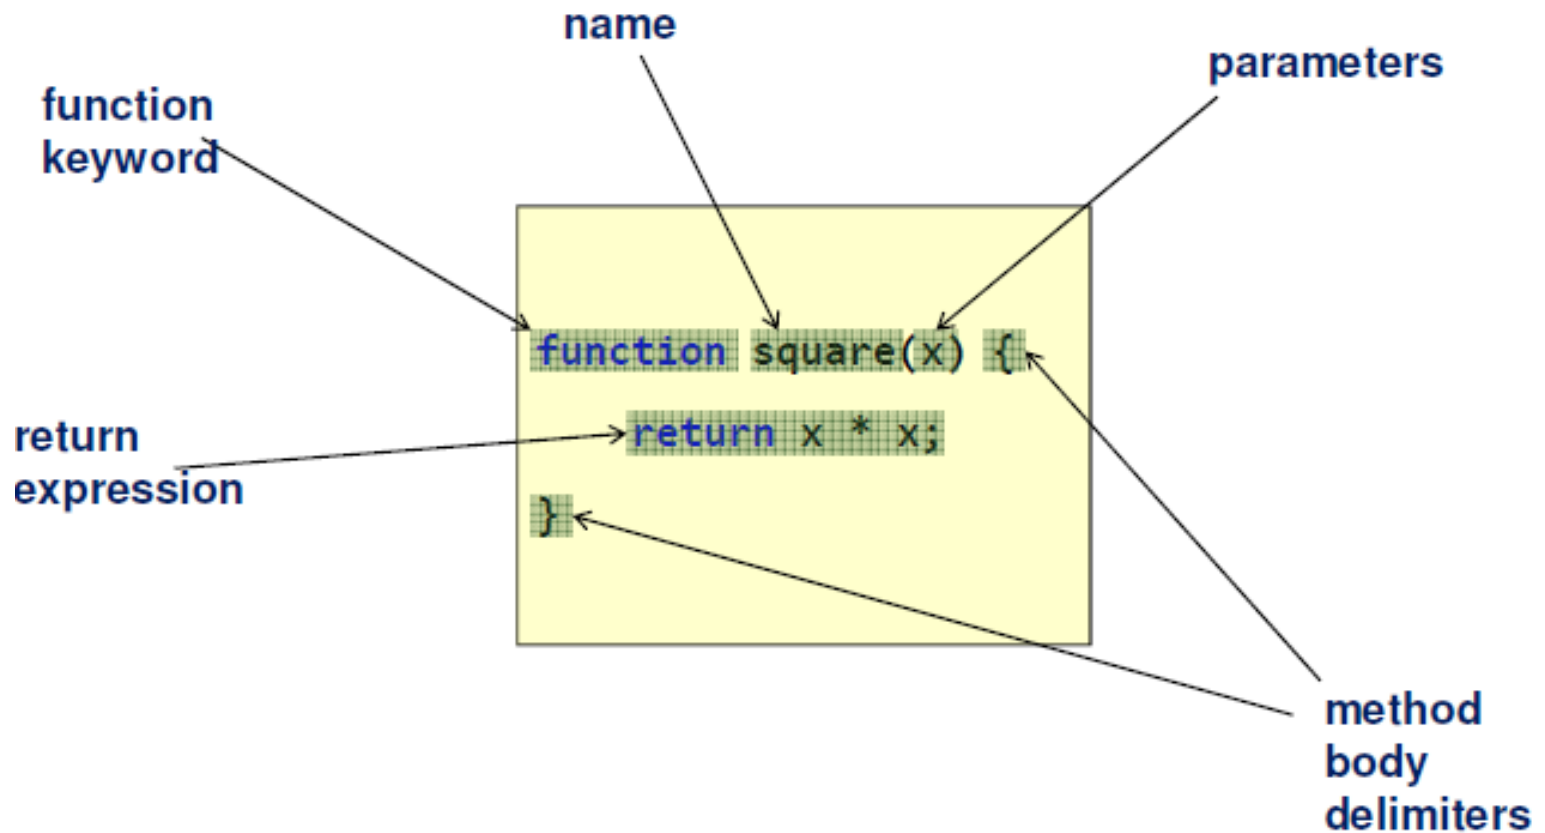 name
parameters
function
keyword
function square(x) {
return x * x;
}
return
expression
method
body
delimiters